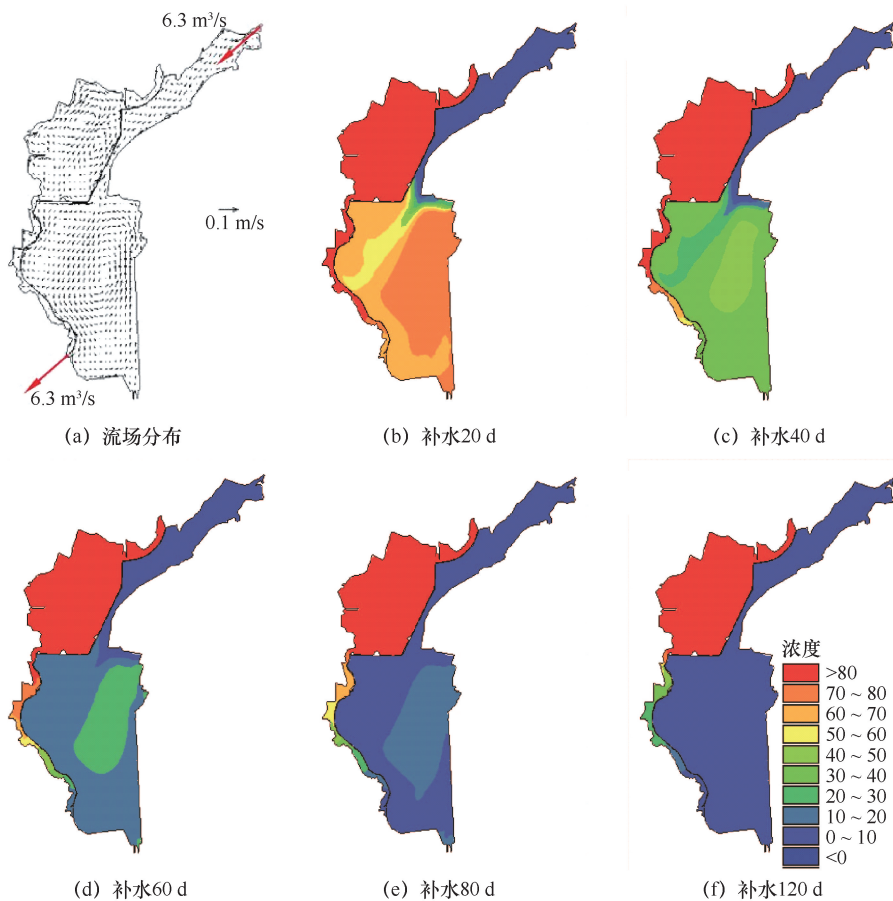 6.3 m³/s
0.1 m/s
6.3 m³/s
(a) 流场分布
(b) 补水20 d
(c) 补水40 d
浓度
>80
70 ~ 80
60 ~ 70
50 ~ 60
40 ~ 50
30 ~ 40
20 ~ 30
10 ~ 20
0 ~ 10
<0
(d) 补水60 d
(e) 补水80 d
(f) 补水120 d